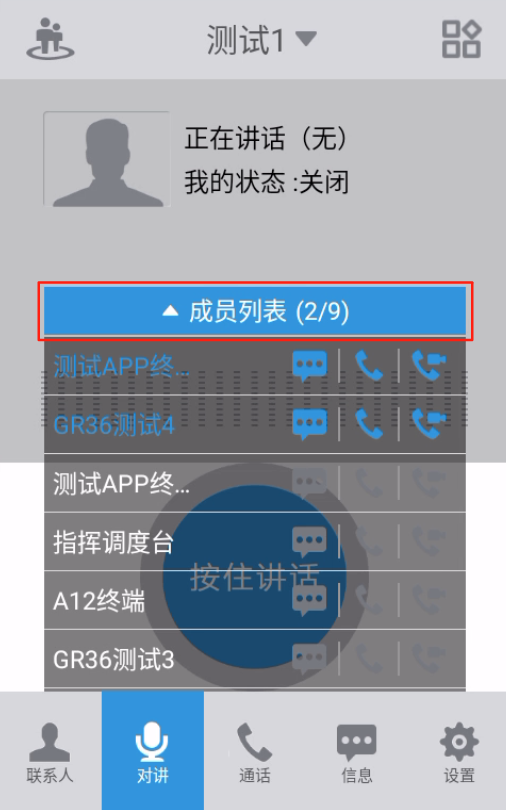 测试1
正在讲话（无）
我的状态 :关闭
成员列表 (2/9)
测试APP终...
GR36测试4
测试APP终...
指挥调度台
按住讲话
A12终端
GR36测试3
联系人
对讲
通话
信息
设置